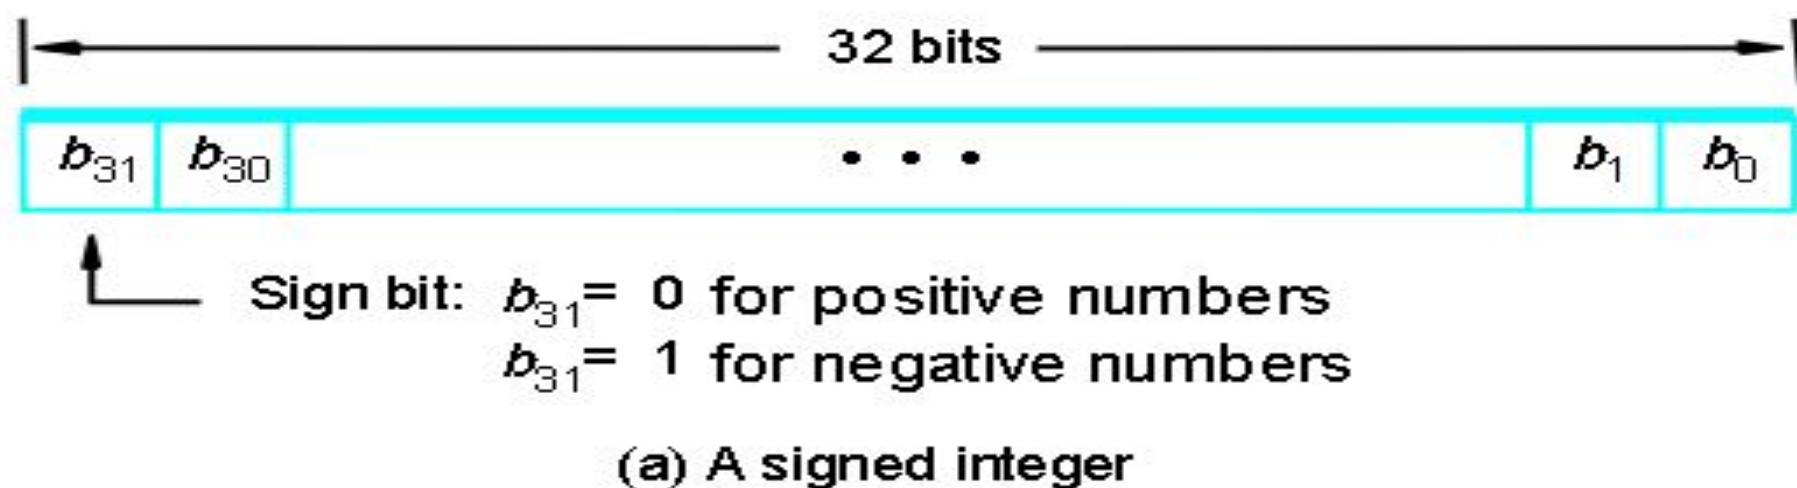 32 bits
b₃₁ b₃₀ • • • b₁ b₀
Sign bit: b₃₁= 0 for positive numbers
b₃₁= 1 for negative numbers
(a) A signed integer